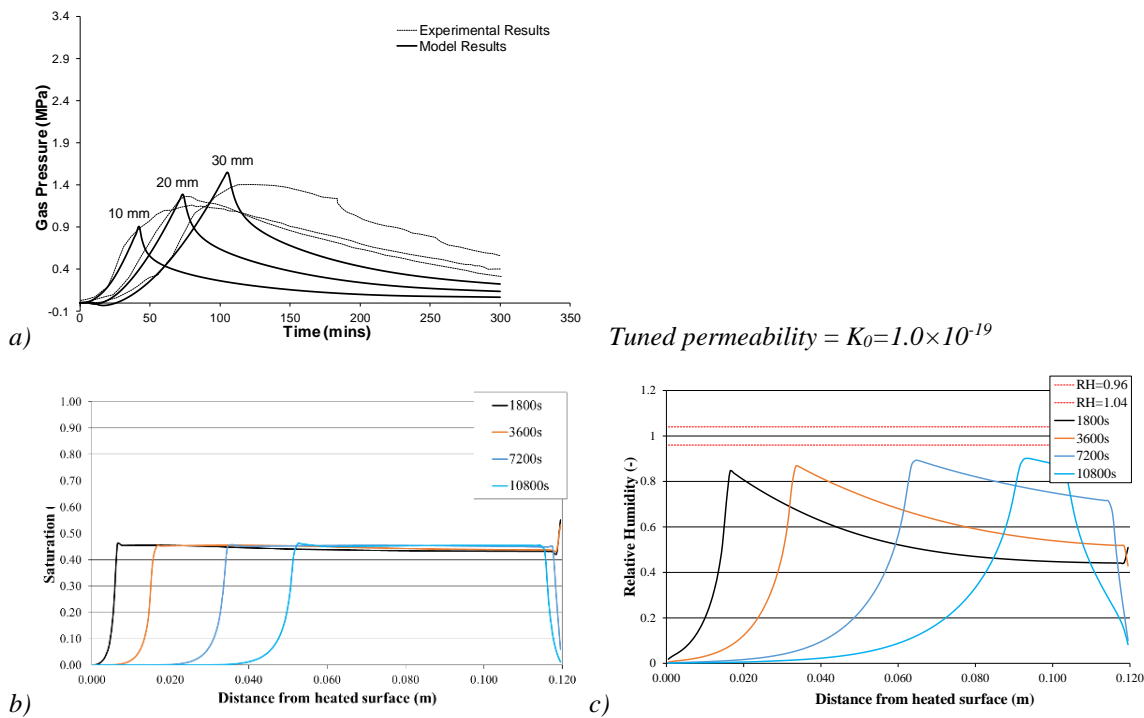 3.4
2.9
2.4
1.9
1.4
0.9
0.4
-0.1
Gas Pressure (MPa)
Experimental Results
Model Results
10 mm
20 mm
30 mm
0 50 100 150 200 250 300 350
Time (mins)
a)
Tuned permeability = K0=1.0×10-19
1.00
0.90
0.80
0.70
0.60
0.50
0.40
0.30
0.20
0.10
0.00
Saturation (
1800s
3600s
7200s
10800s
0.000 0.020 0.040 0.060 0.080 0.100 0.120
Distance from heated surface (m)
b)
1.2
1
0.8
0.6
0.4
0.2
0
Relative Humidity (-)
RH=0.96
RH=1.04
1800s
3600s
7200s
10800s
0.000 0.020 0.040 0.060 0.080 0.100 0.120
Distance from heated surface (m)
c)